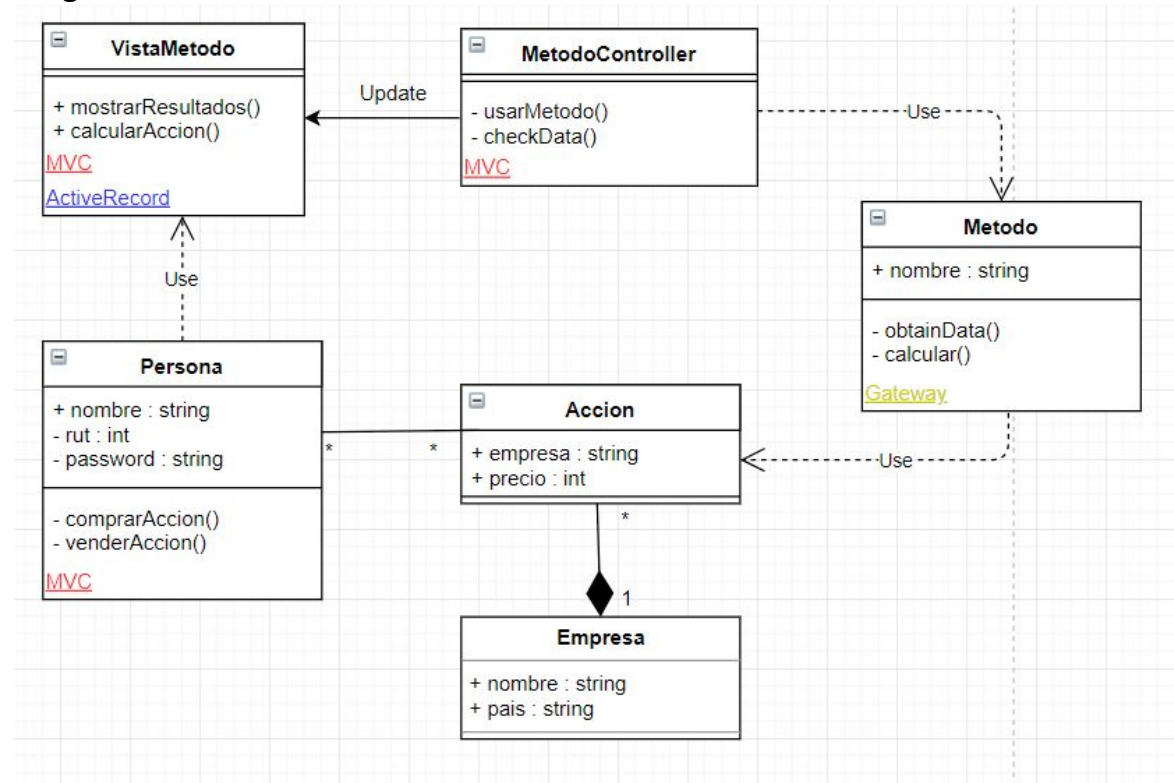 VistaMetodo
+ mostrarResultados()
+ calcularAccion()
MVC
ActiveRecord
Update
MetodoController
- usarMetodo()
- checkData()
MVC
Use
Metodo
+ nombre : string
- obtainData()
- calcular()
Gateway
Use
Use
Persona
+ nombre : string
- rut : int
- password : string
- comprarAccion()
- venderAccion()
MVC
*
*
Accion
+ empresa : string
+ precio : int
*
1
Empresa
+ nombre : string
+ pais : string